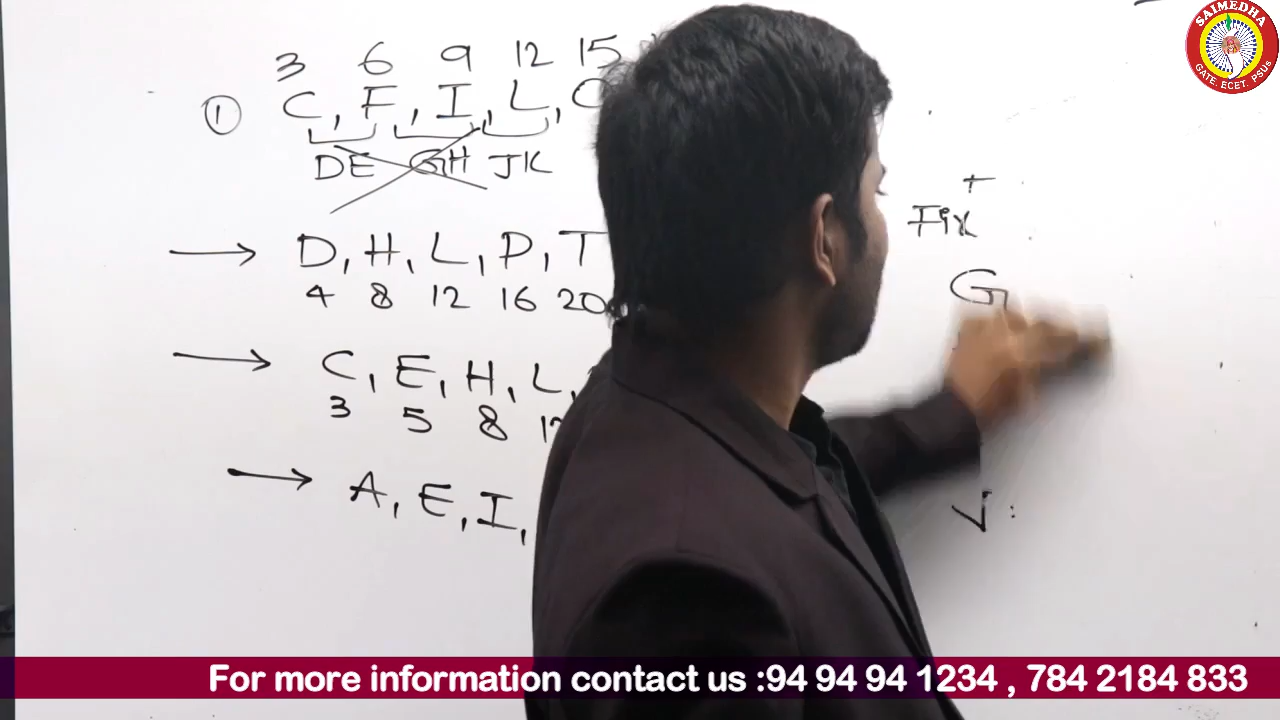 SAIMEDHA
GATE. ECET. PSUs
3 6 9 12 15
① C, F, I, L, O
DE GH JK
→ D, H, L, P, T
4 8 12 16 20
→ C, E, H, L,
3 5 8
→ A, E, I,
+
Fix
G
√ :
For more information contact us :94 94 94 1234 , 784 2184 833